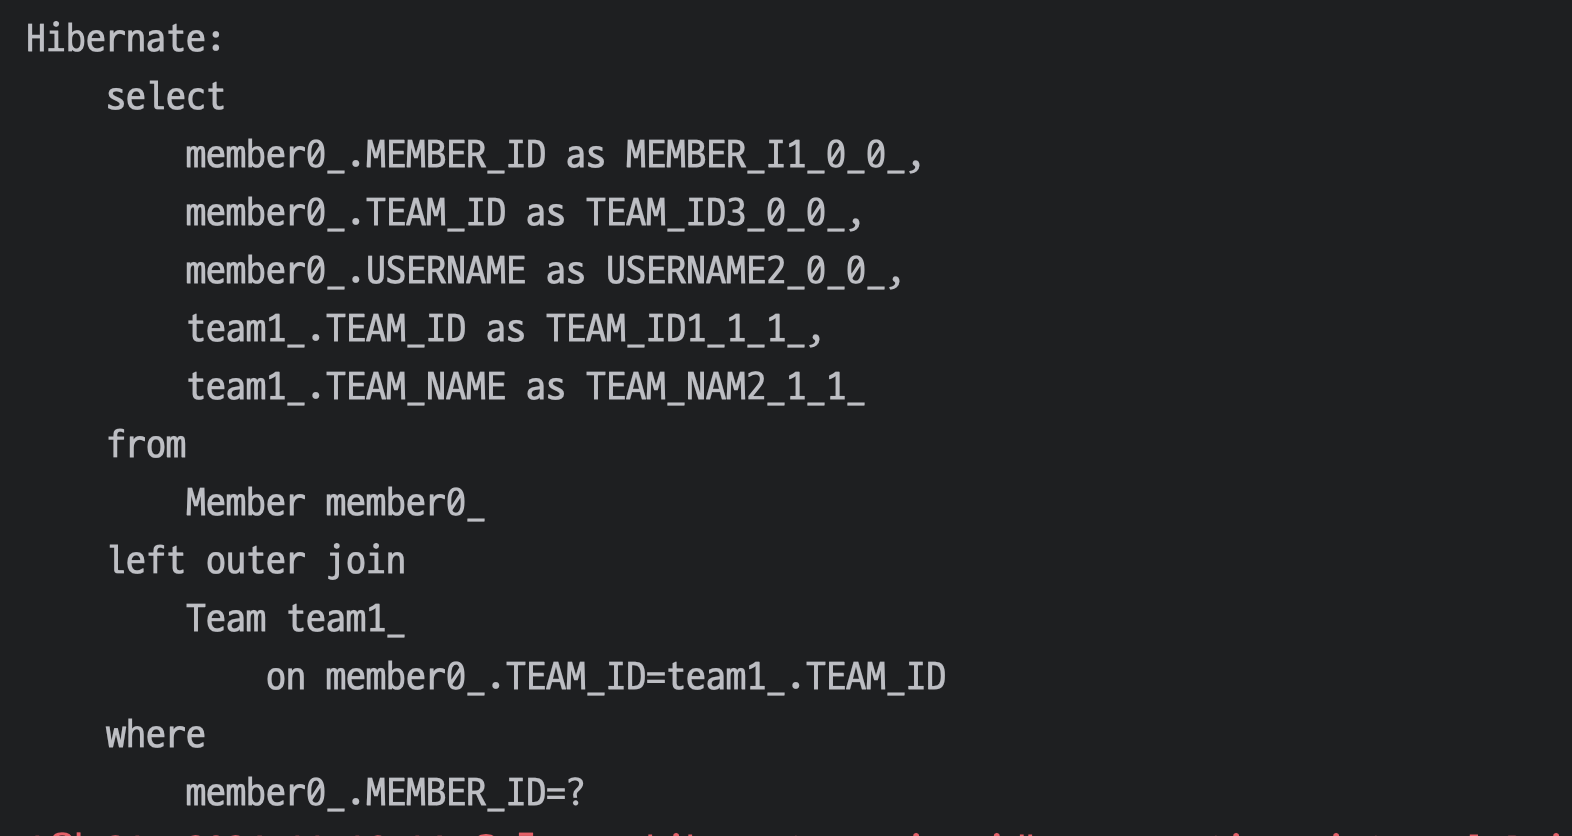 Hibernate:
select
member0_.MEMBER_ID as MEMBER_I1_0_0_,
member0_.TEAM_ID as TEAM_ID3_0_0_,
member0_.USERNAME as USERNAME2_0_0_,
team1_.TEAM_ID as TEAM_ID1_1_1_,
team1_.TEAM_NAME as TEAM_NAM2_1_1_
from
Member member0_
left outer join
Team team1_
on member0_.TEAM_ID=team1_.TEAM_ID
where
member0_.MEMBER_ID=?